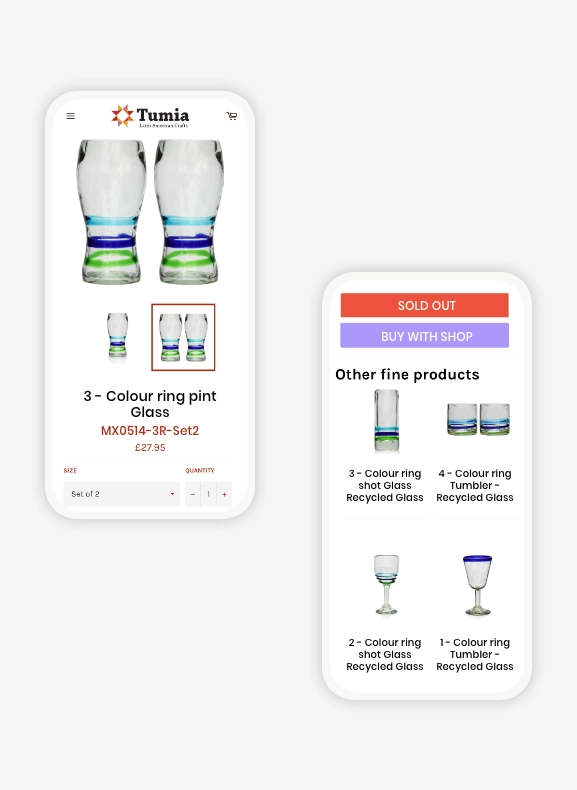 Tumia
Latin American Crafts
3 - Colour ring pint
Glass
MX0514-3R-Set2
£27.95
SIZE
QUANTITY
Set of 2
− 1 +
SOLD OUT
BUY WITH SHOP
Other fine products
3 - Colour ring
shot Glass
Recycled Glass
4 - Colour ring
Tumbler -
Recycled Glass
2 - Colour ring
shot Glass
Recycled Glass
1 - Colour ring
Tumbler -
Recycled Glass